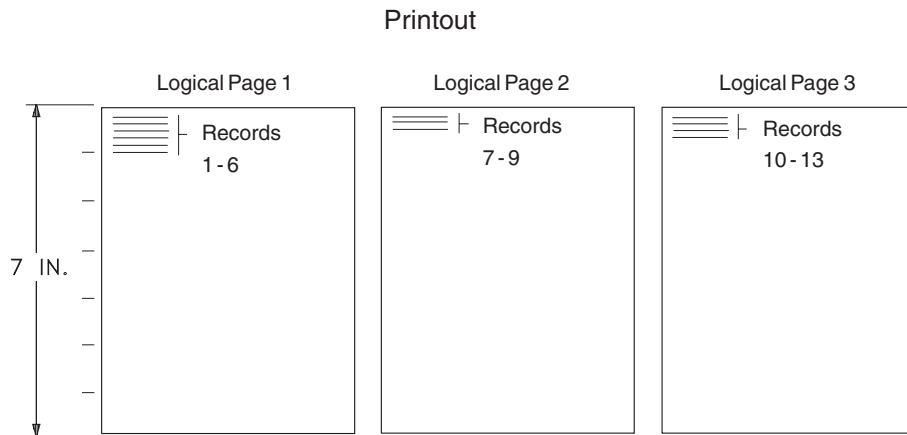 Printout
Logical Page 1
Logical Page 2
Logical Page 3
Records
1 - 6
Records
7 - 9
Records
10 - 13
7 IN.